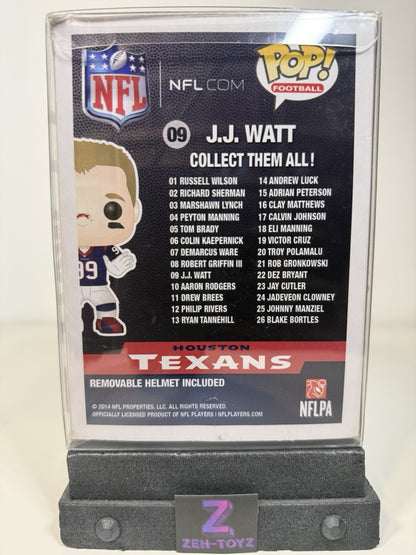 NFL
NFL.COM
POP!
FOOTBALL
09 J.J. WATT
COLLECT THEM ALL!
01 RUSSELL WILSON
02 RICHARD SHERMAN
03 MARSHAWN LYNCH
04 PEYTON MANNING
05 TOM BRADY
06 COLIN KAEPERNICK
07 DEMARCUS WARE
08 ROBERT GRIFFIN III
09 J.J. WATT
10 AARON RODGERS
11 DREW BREES
12 PHILIP RIVERS
13 RYAN TANNEHILL
14 ANDREW LUCK
15 ADRIAN PETERSON
16 CLAY MATTHEWS
17 CALVIN JOHNSON
18 ELI MANNING
19 VICTOR CRUZ
20 TROY POLAMALU
21 ROB GRONKOWSKI
22 DEZ BRYANT
23 JAY CUTLER
24 JADEVEON CLOWNEY
25 JOHNNY MANZIEL
26 BLAKE BORTLES
99
HOUSTON
TEXANS
REMOVABLE HELMET INCLUDED
© 2014 NFL PROPERTIES, LLC. ALL RIGHTS RESERVED.
OFFICIALLY LICENSED PRODUCT OF NFL PLAYERS | NFLPLAYERS.COM
NFLPA
Z
ZEH-TOYZ